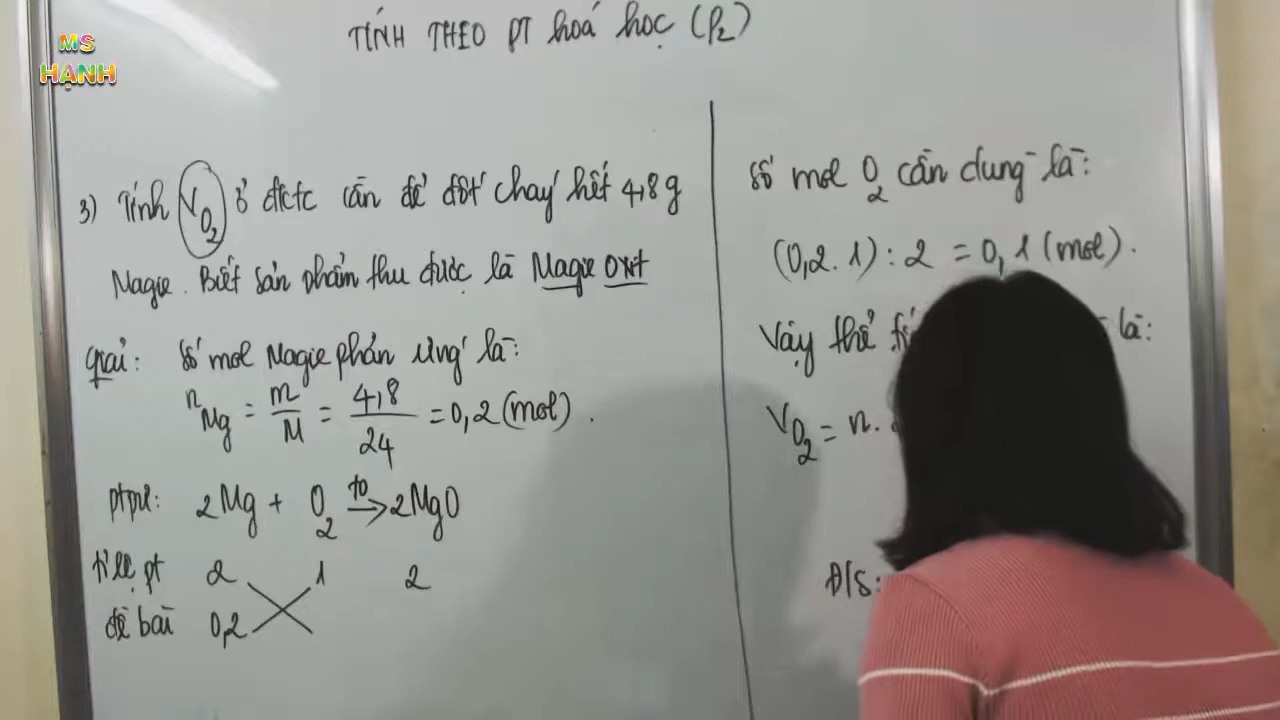 MS
HẠNH
TÍNH THEO PT hoá học (P2)
3) Tính VO2 ở đktc cần để đốt cháy hết 4,8g
Magie. Biết sản phẩm thu được là Magie Oxit
giải: số mol Magie phản ứng là:
nMg = m/M = 4,8/24 = 0,2 (mol).
ptpư: 2Mg + O2 →(to) 2MgO
tỉ lệ pt 2 1 2
đề bài 0,2
số mol O2 cần dùng là:
(0,2.1) : 2 = 0,1 (mol).
Vậy thể là:
VO2 = n.
Đ/S: